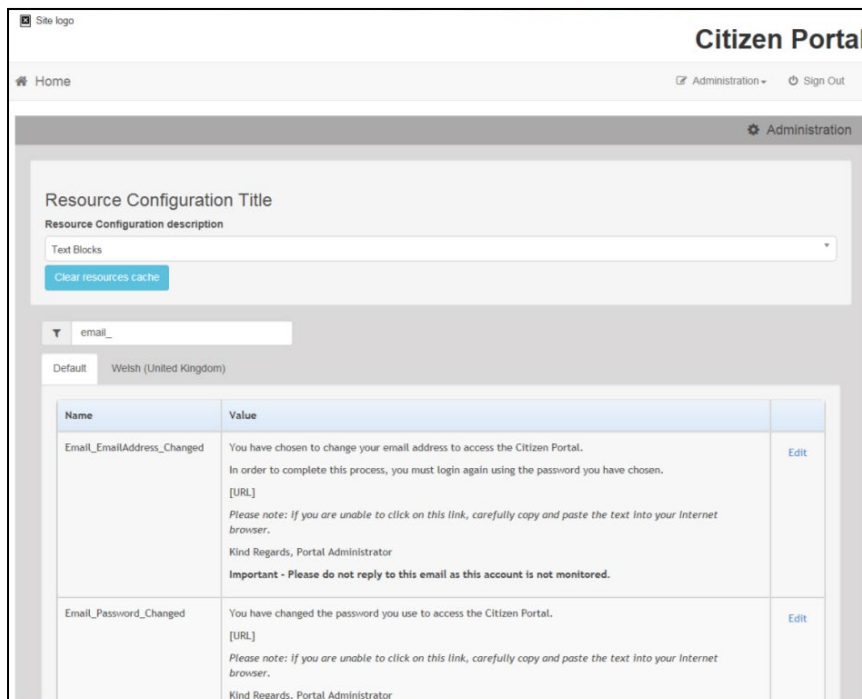 Site logo
Citizen Portal
Home
Administration
Sign Out
Administration
Resource Configuration Title
Resource Configuration description
Text Blocks
Clear resources cache
email_
Default
Welsh (United Kingdom)
Name
Value
Email_EmailAddress_Changed
You have chosen to change your email address to access the Citizen Portal.
Edit
In order to complete this process, you must login again using the password you have chosen.
[URL]
Please note: if you are unable to click on this link, carefully copy and paste the text into your Internet
browser.
Kind Regards, Portal Administrator
Important - Please do not reply to this email as this account is not monitored.
Email_Password_Changed
You have changed the password you use to access the Citizen Portal.
Edit
[URL]
Please note: if you are unable to click on this link, carefully copy and paste the text into your Internet
browser.
Kind Regards, Portal Administrator